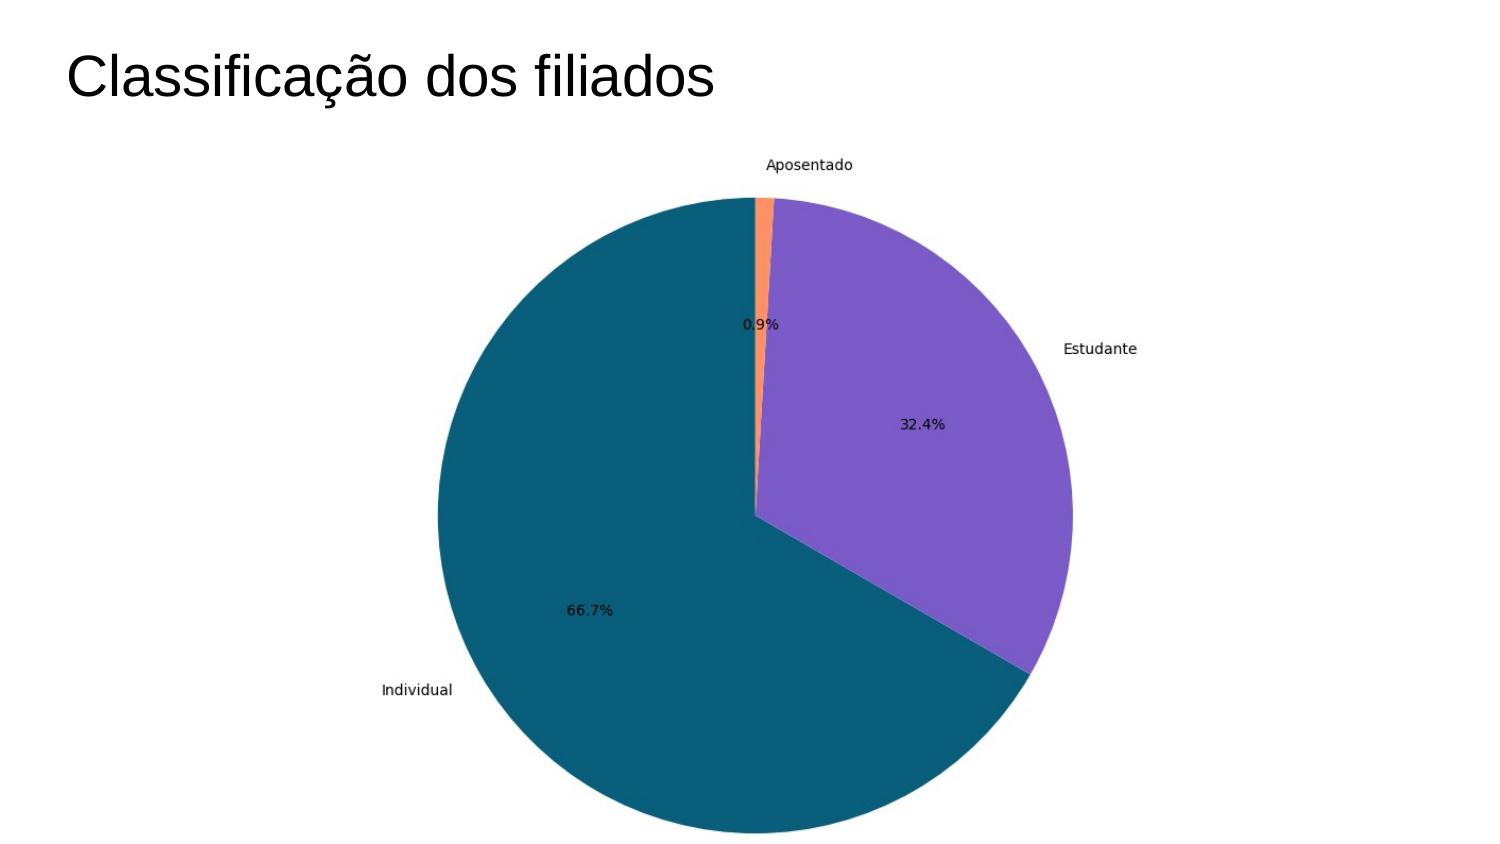 Classificação dos filiados
Aposentado
0.9%
Estudante
32.4%
66.7%
Individual